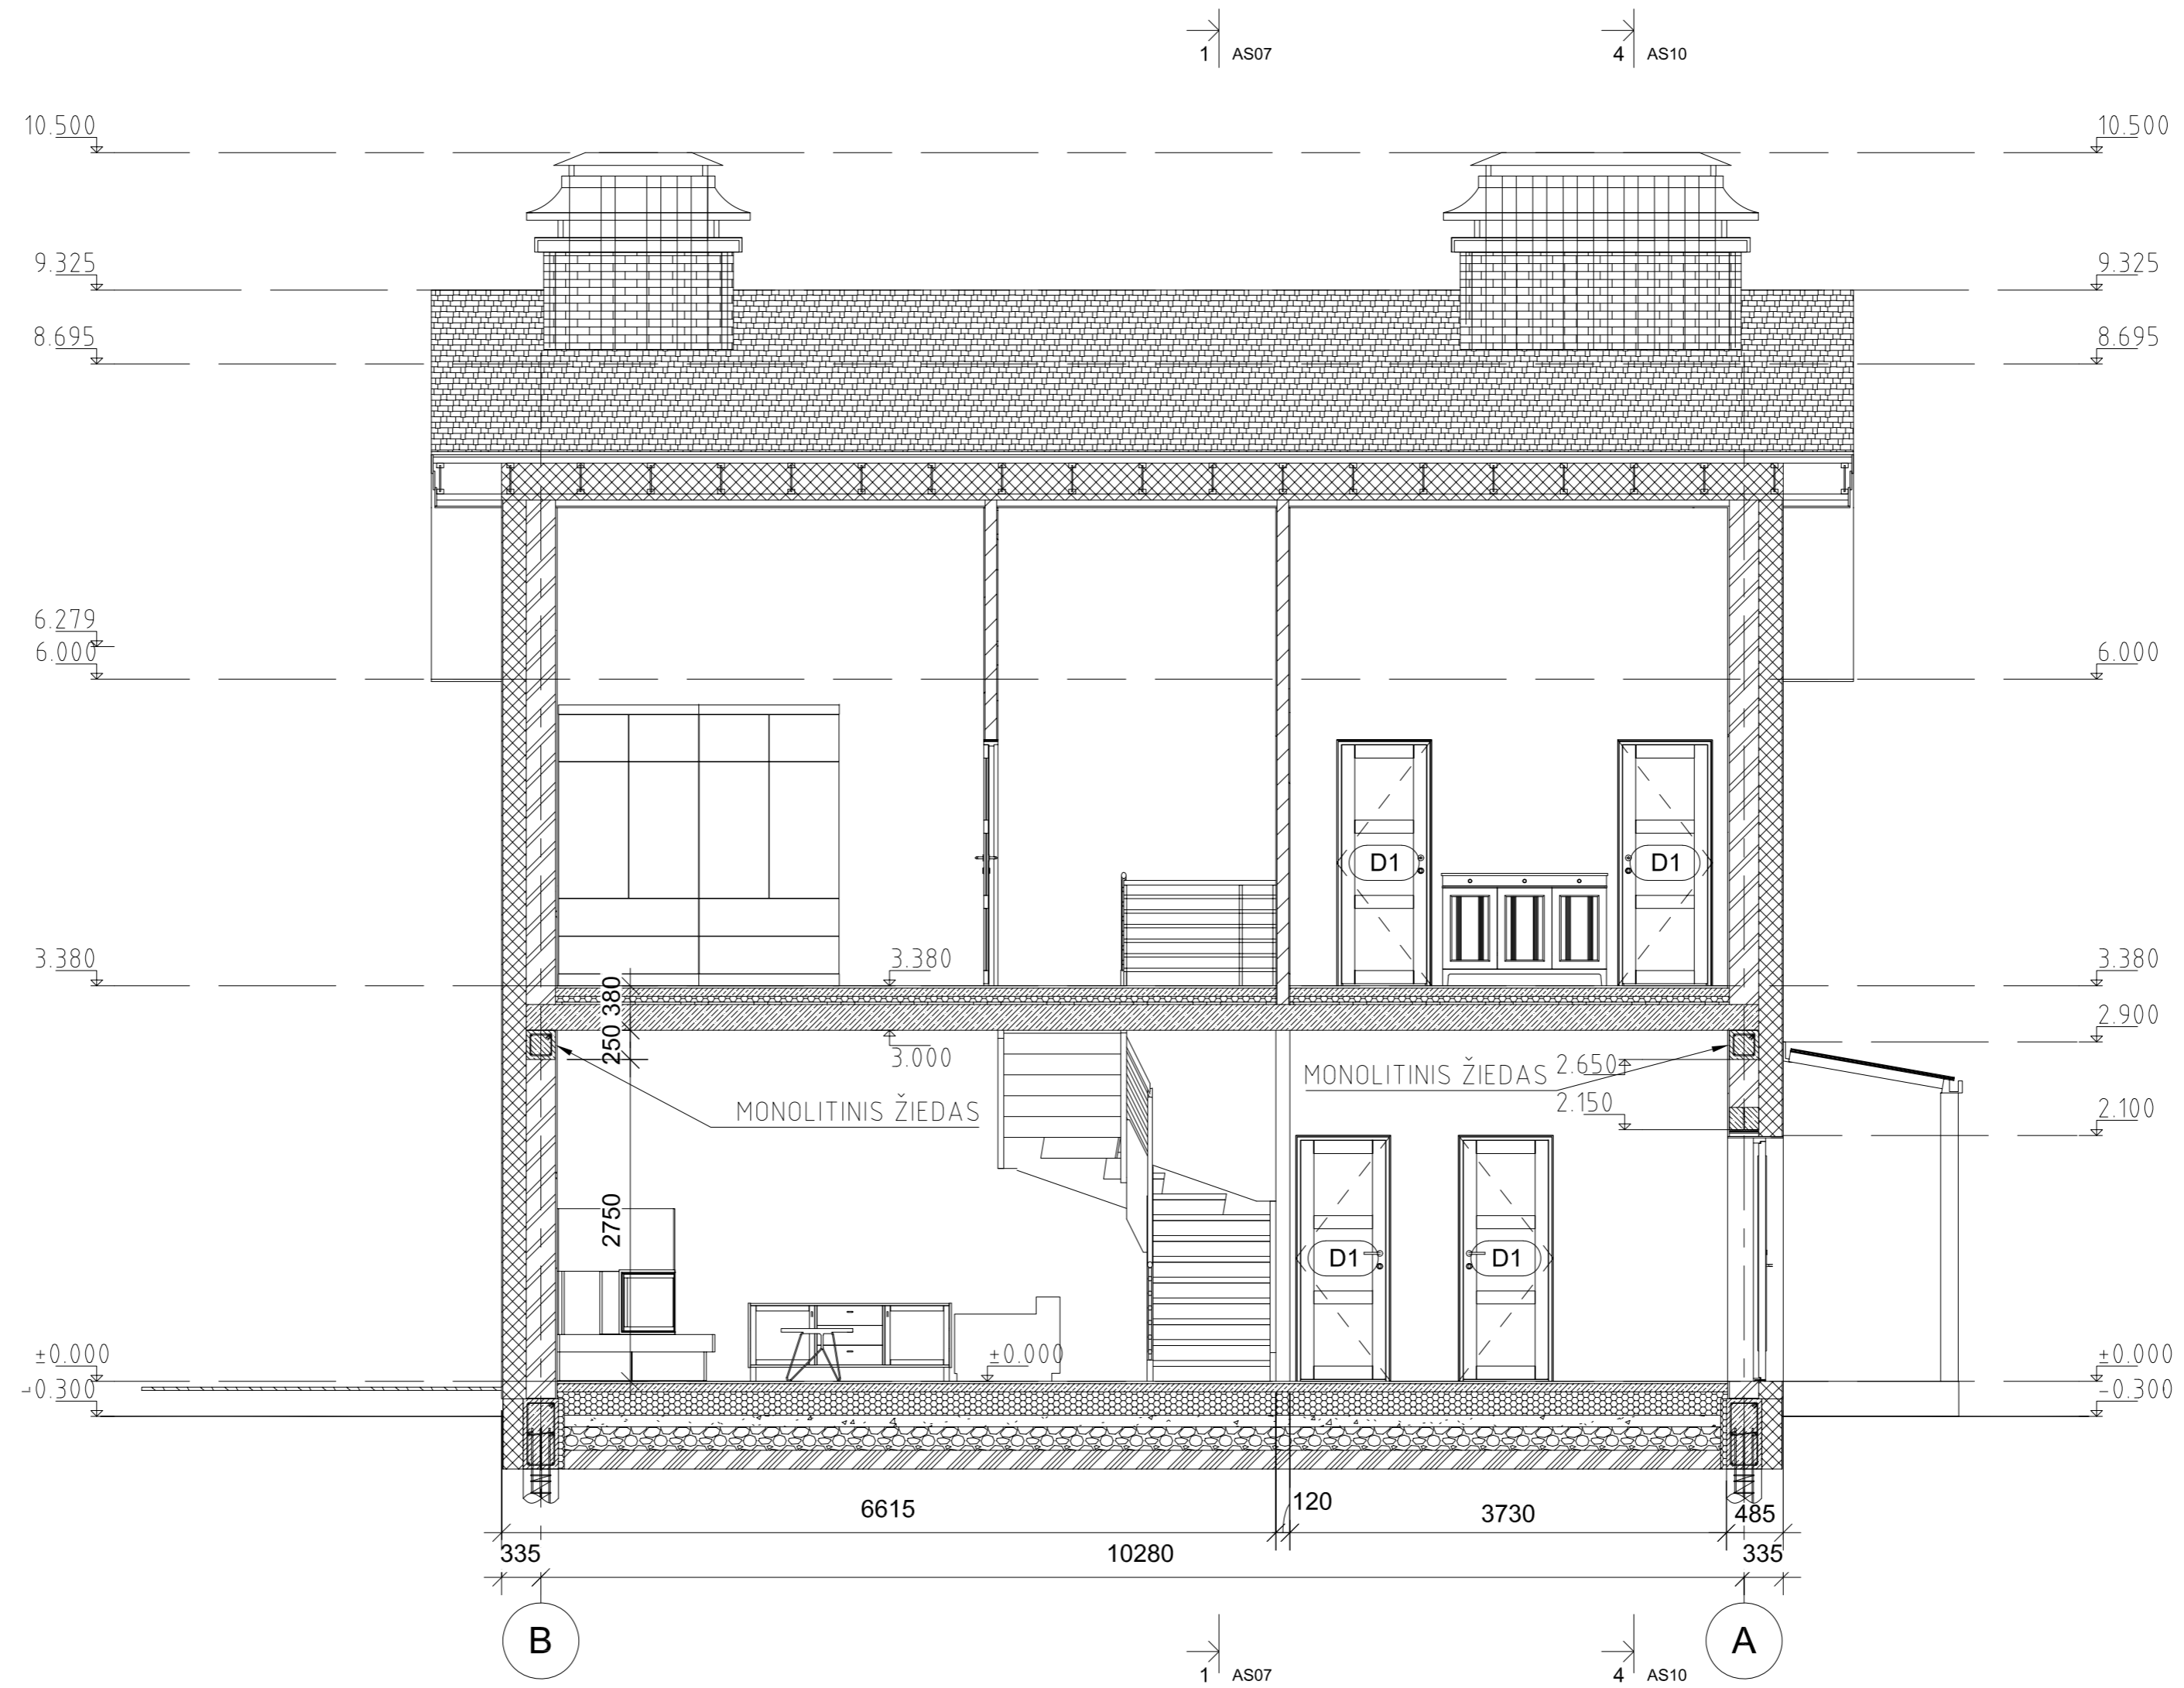 1 AS07
4 AS10
10.500
10.500
9.325
9.325
8.695
8.695
6.279
6.000
6.000
D1
D1
3.380
3.380
3.380
380
250
3.000
2.900
MONOLITINIS ŽIEDAS
MONOLITINIS ŽIEDAS
2.650
2.150
2.100
2750
D1
D1
±0.000
±0.000
±0.000
-0.300
-0.300
6615
120
3730
485
335
10280
335
B
A
1 AS07
4 AS10